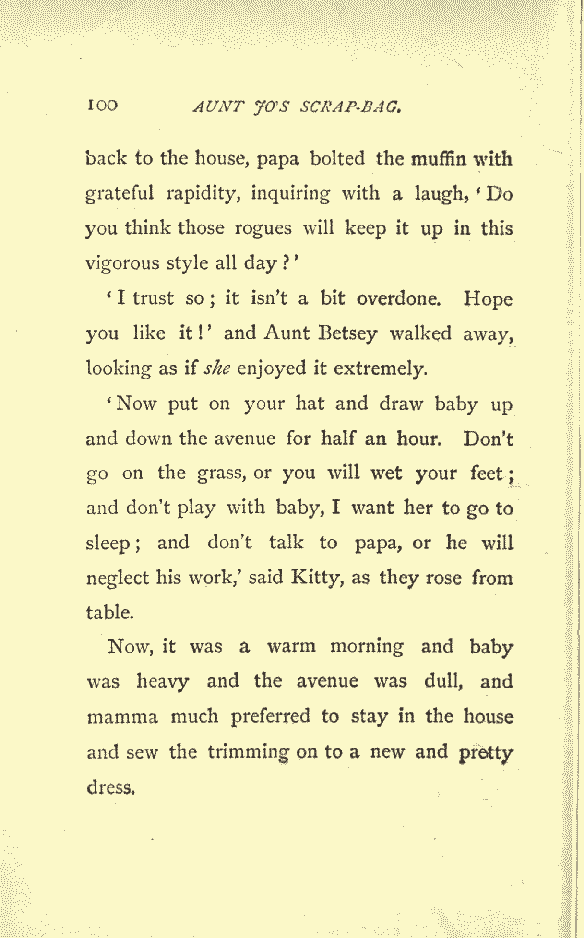 100 AUNT JO'S SCRAP-BAG.
back to the house, papa bolted the muffin with
grateful rapidity, inquiring with a laugh, ‘Do
you think those rogues will keep it up in this
vigorous style all day?’
‘I trust so; it isn't a bit overdone. Hope
you like it!’ and Aunt Betsey walked away,
looking as if she enjoyed it extremely.
‘Now put on your hat and draw baby up
and down the avenue for half an hour. Don't
go on the grass, or you will wet your feet;
and don't play with baby, I want her to go to
sleep; and don't talk to papa, or he will
neglect his work,’ said Kitty, as they rose from
table.
Now, it was a warm morning and baby
was heavy and the avenue was dull, and
mamma much preferred to stay in the house
and sew the trimming on to a new and pretty
dress.